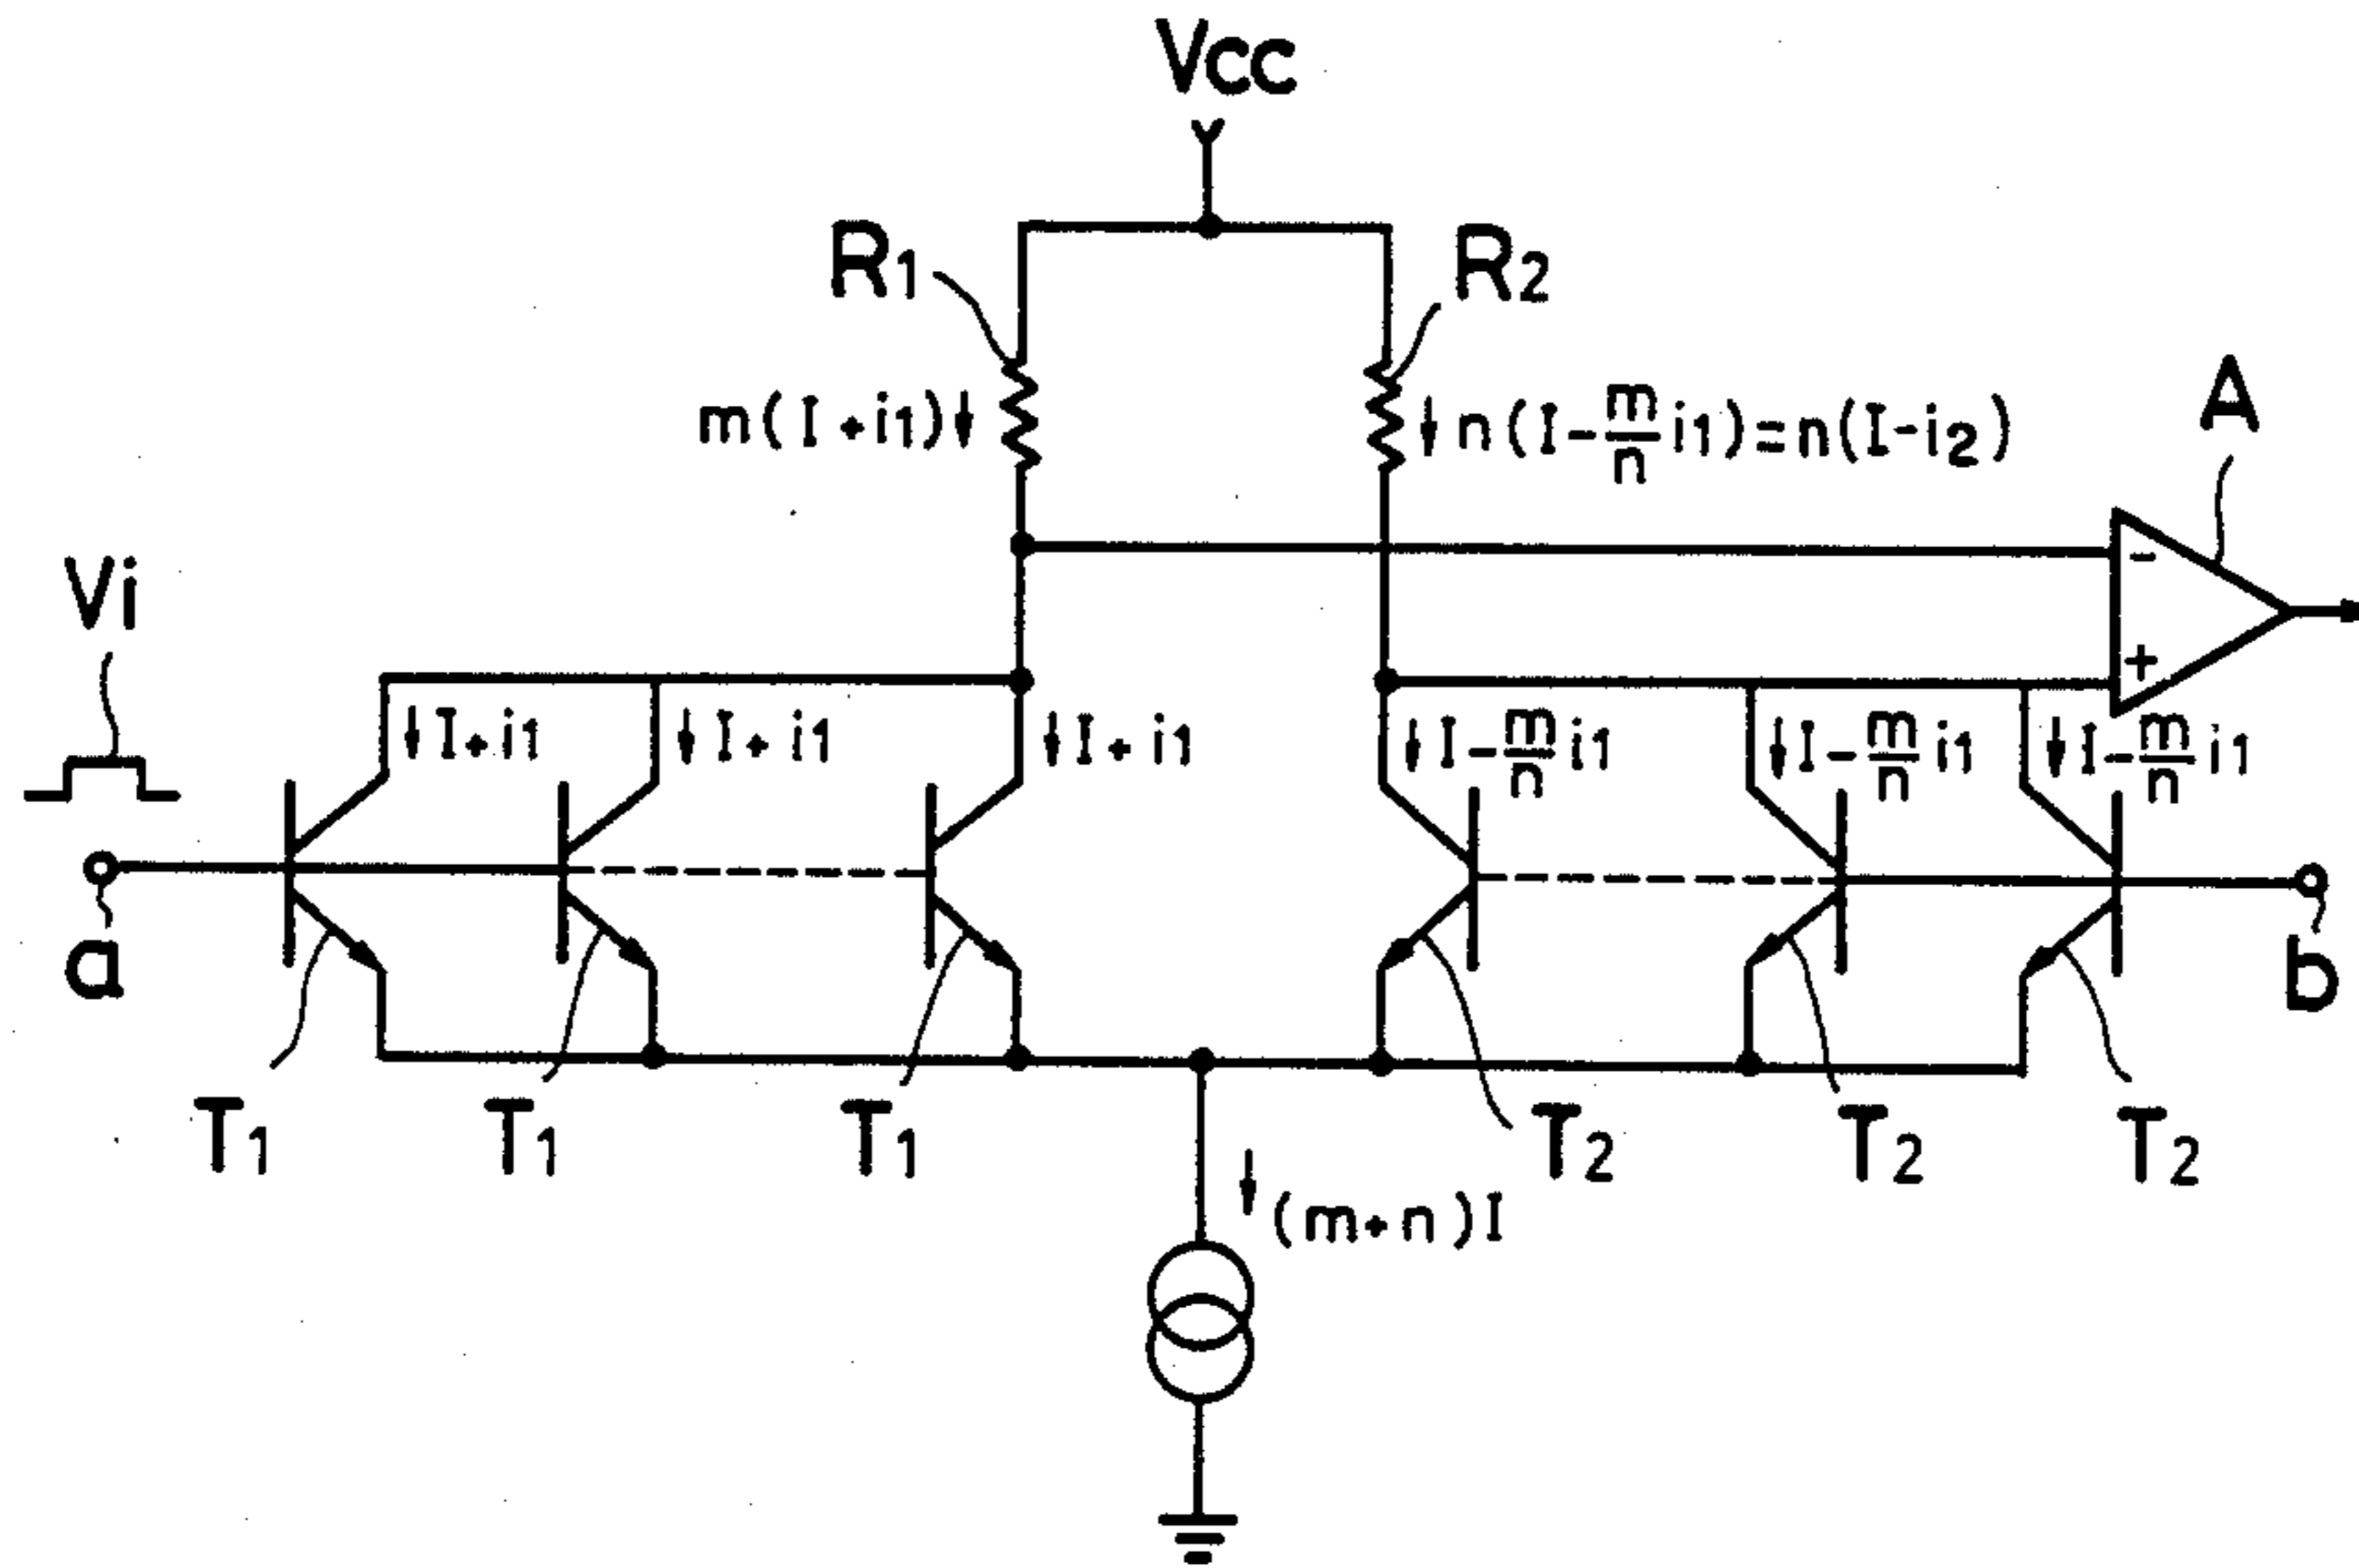 Vcc
R1
R2
A
m(I+i1)
n(I-m/n i1)=n(I-i2)
Vi
-
+
I+i1
I+i1
I+i1
I-m/n i1
I-m/n i1
I-m/n i1
a
b
T1
T1
T1
T2
T2
T2
(m+n)I